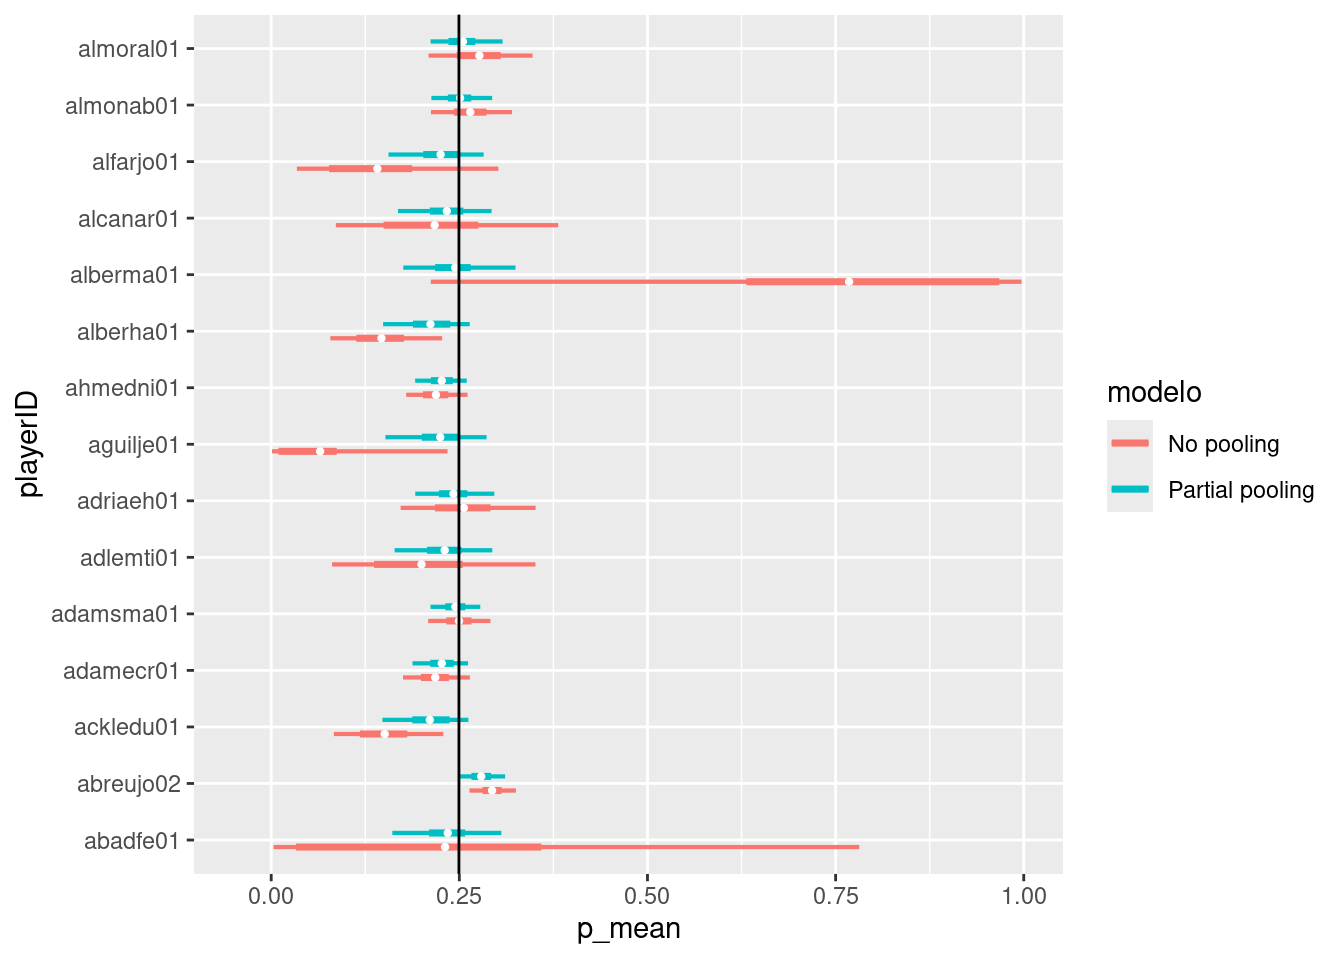 almoral01
almonab01
alfarjo01
alcanar01
alberma01
alberha01
ahmedni01
aguilje01
adriaeh01
adlemti01
adamsma01
adamecr01
ackledu01
abreujo02
abadfe01
playerID
0.00 0.25 0.50 0.75 1.00
p_mean
modelo
No pooling
Partial pooling